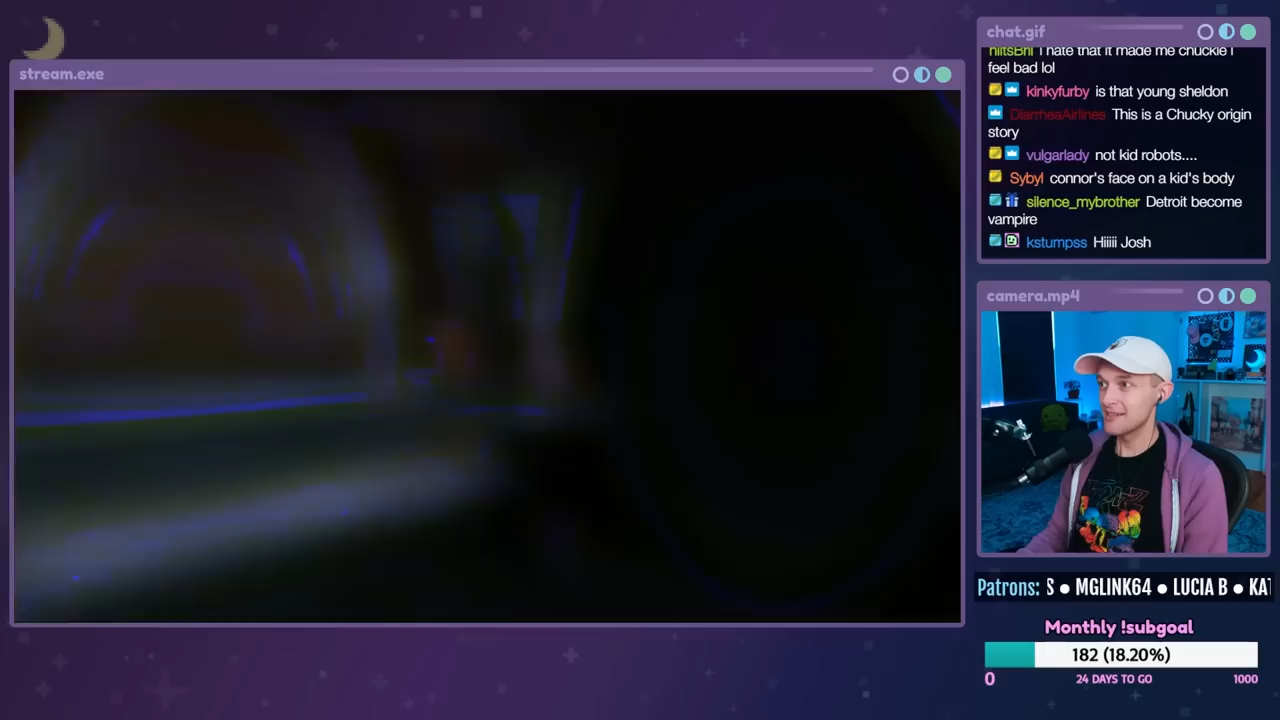 stream.exe
chat.gif
I hate that it made me chuckle I
feel bad lol
kinkyfurby is that young sheldon
DiarrheaAirlines This is a Chucky origin
story
vulgarlady not kid robots....
Sybyl connor's face on a kid's body
silence_mybrother Detroit become
vampire
kstumpss Hiiiii Josh
camera.mp4
Patrons: S ● MGLINK64 ● LUCIA B ● KAT
Monthly !subgoal
182 (18.20%)
0 24 DAYS TO GO 1000